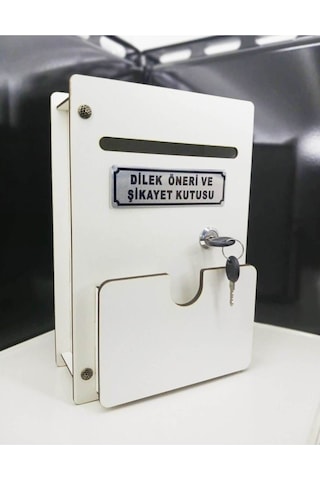 DİLEK ÖNERİ VE
ŞİKAYET KUTUSU